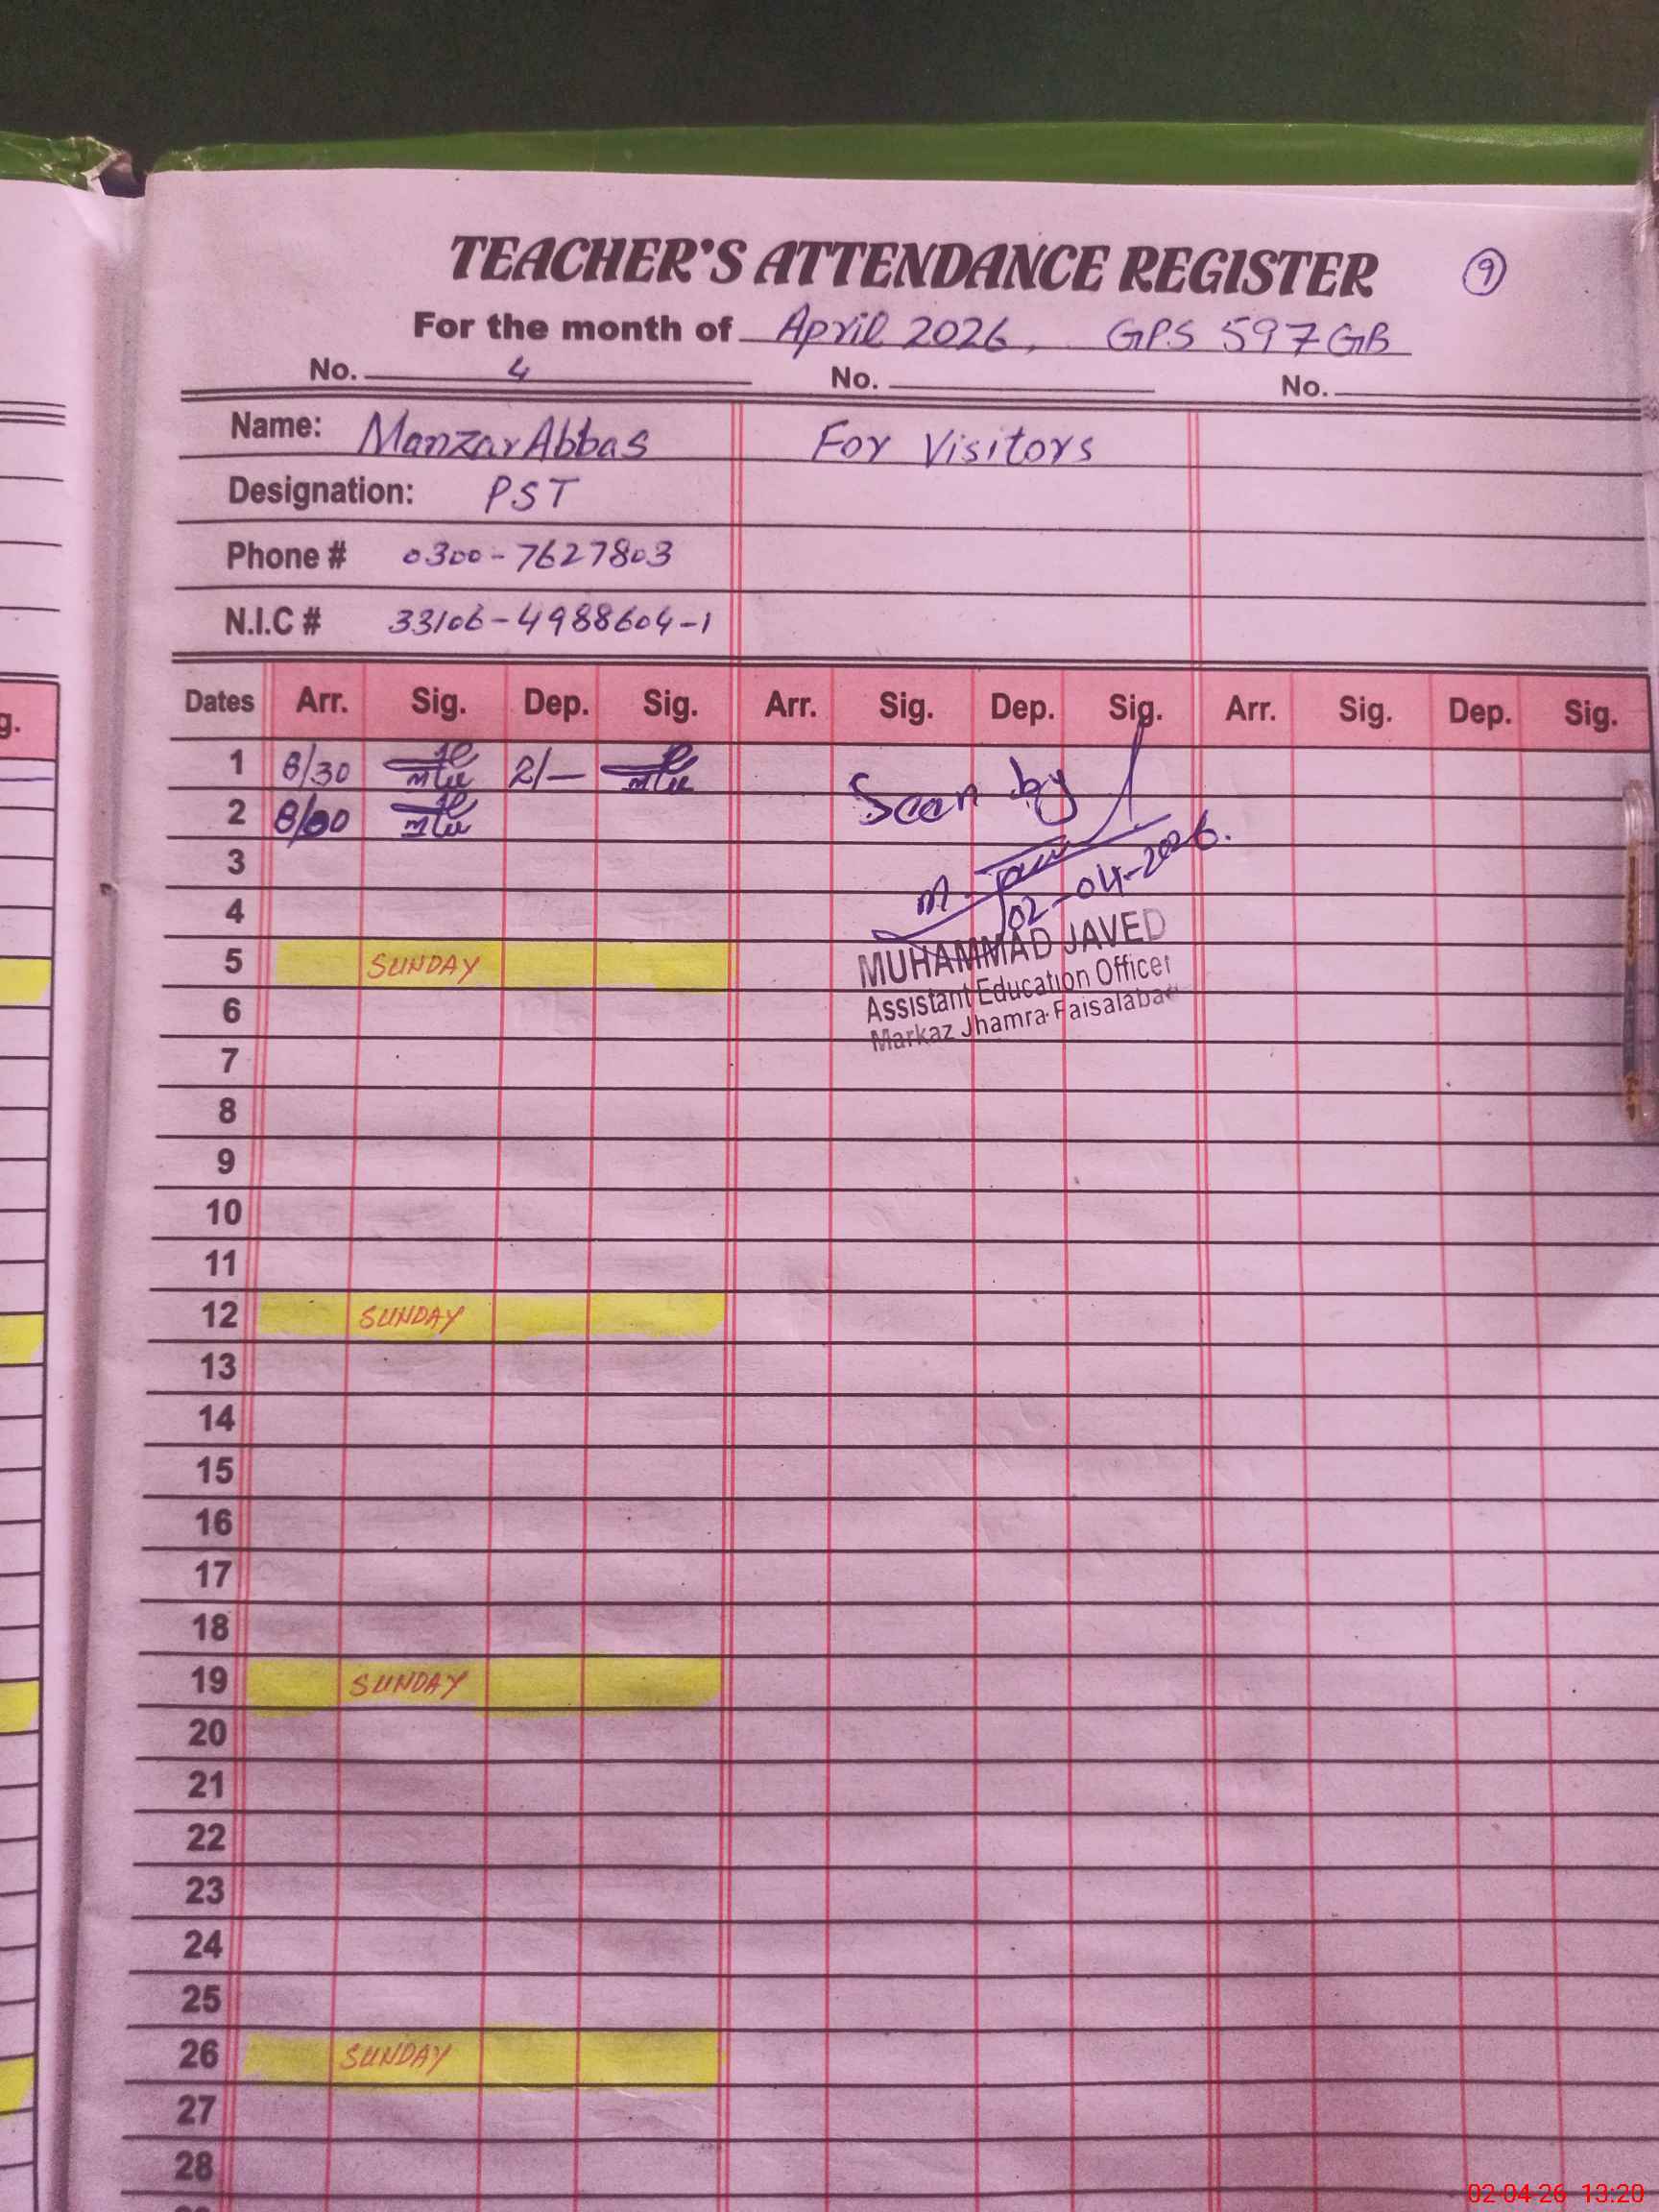 TEACHER'S ATTENDANCE REGISTER 9
For the month of April 2026, GPS 597 GB
No. 4 No. No.
Name: Manzar Abbas For Visitors
Designation: PST
Phone # 0300-7627803
N.I.C # 33106-4988604-1
g.
Dates Arr. Sig. Dep. Sig. Arr. Sig. Dep. Sig. Arr. Sig. Dep. Sig.
1 8/30 2/—
Seen by
2
3
02-04-2026.
4
MUHAMMAD JAVED
5 SUNDAY
Assistant Education Officer
6
Markaz Jhamra Faisalabad
7
8
9
10
11
12 SUNDAY
13
14
15
16
17
18
19 SUNDAY
20
21
22
23
24
25
26 SUNDAY
27
28
02-04-26 13:20